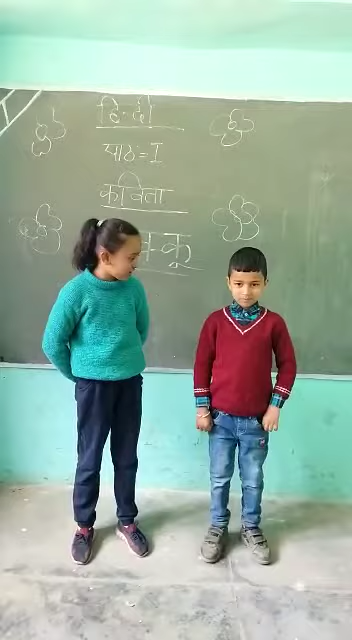 हिन्दी
पाठ = I
कविता
क-कू